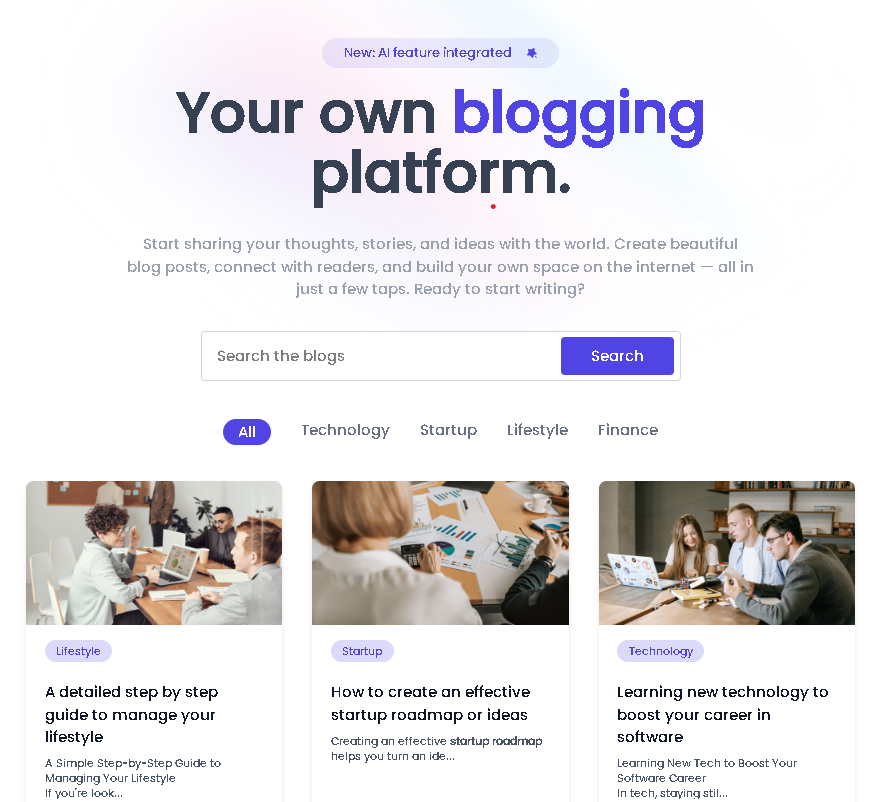 New: AI feature integrated
Your own blogging
platform.
Start sharing your thoughts, stories, and ideas with the world. Create beautiful
blog posts, connect with readers, and build your own space on the internet — all in
just a few taps. Ready to start writing?
Search the blogs
Search
All Technology Startup Lifestyle Finance
Lifestyle
A detailed step by step
guide to manage your
lifestyle
A Simple Step-by-Step Guide to
Managing Your Lifestyle
If you're look...
Startup
How to create an effective
startup roadmap or ideas
Creating an effective startup roadmap
helps you turn an ide...
Technology
Learning new technology to
boost your career in
software
Learning New Tech to Boost Your
Software Career
In tech, staying stil...